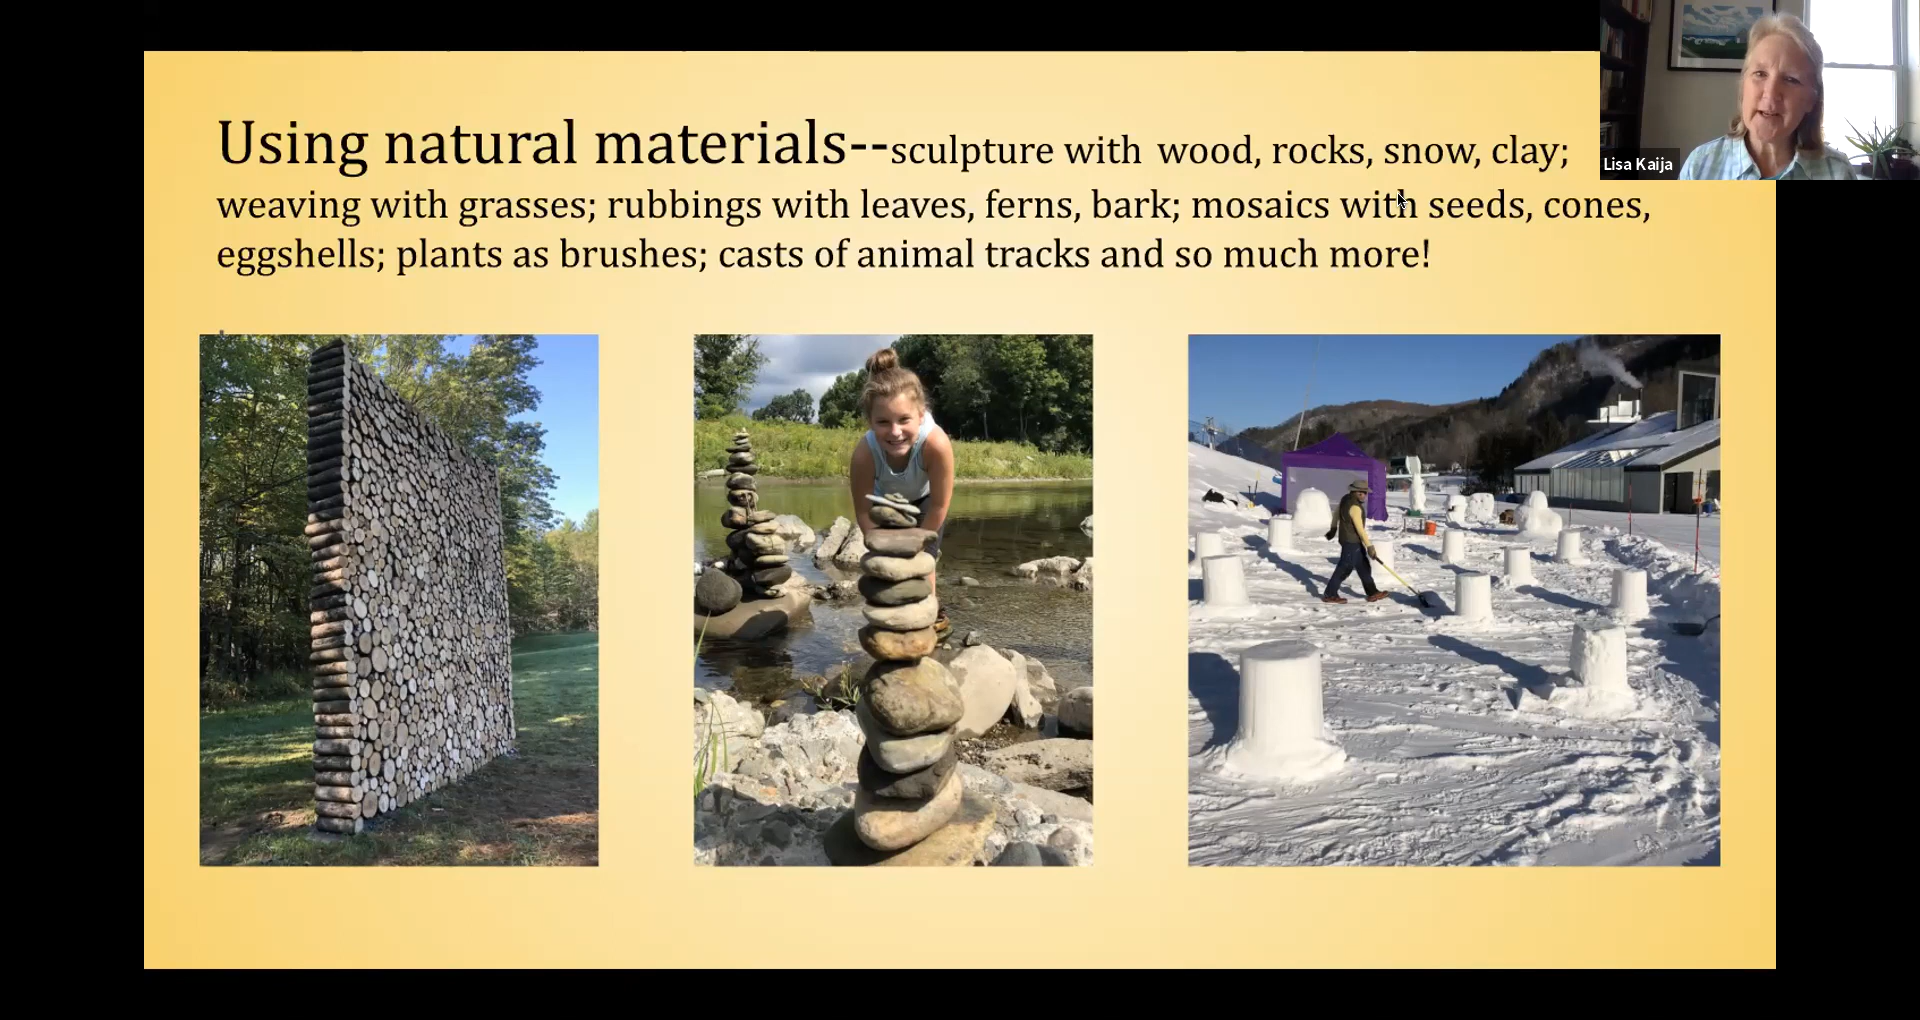 Using natural materials--sculpture with wood, rocks, snow, clay;
weaving with grasses; rubbings with leaves, ferns, bark; mosaics with seeds, cones,
eggshells; plants as brushes; casts of animal tracks and so much more!
Lisa Kaija